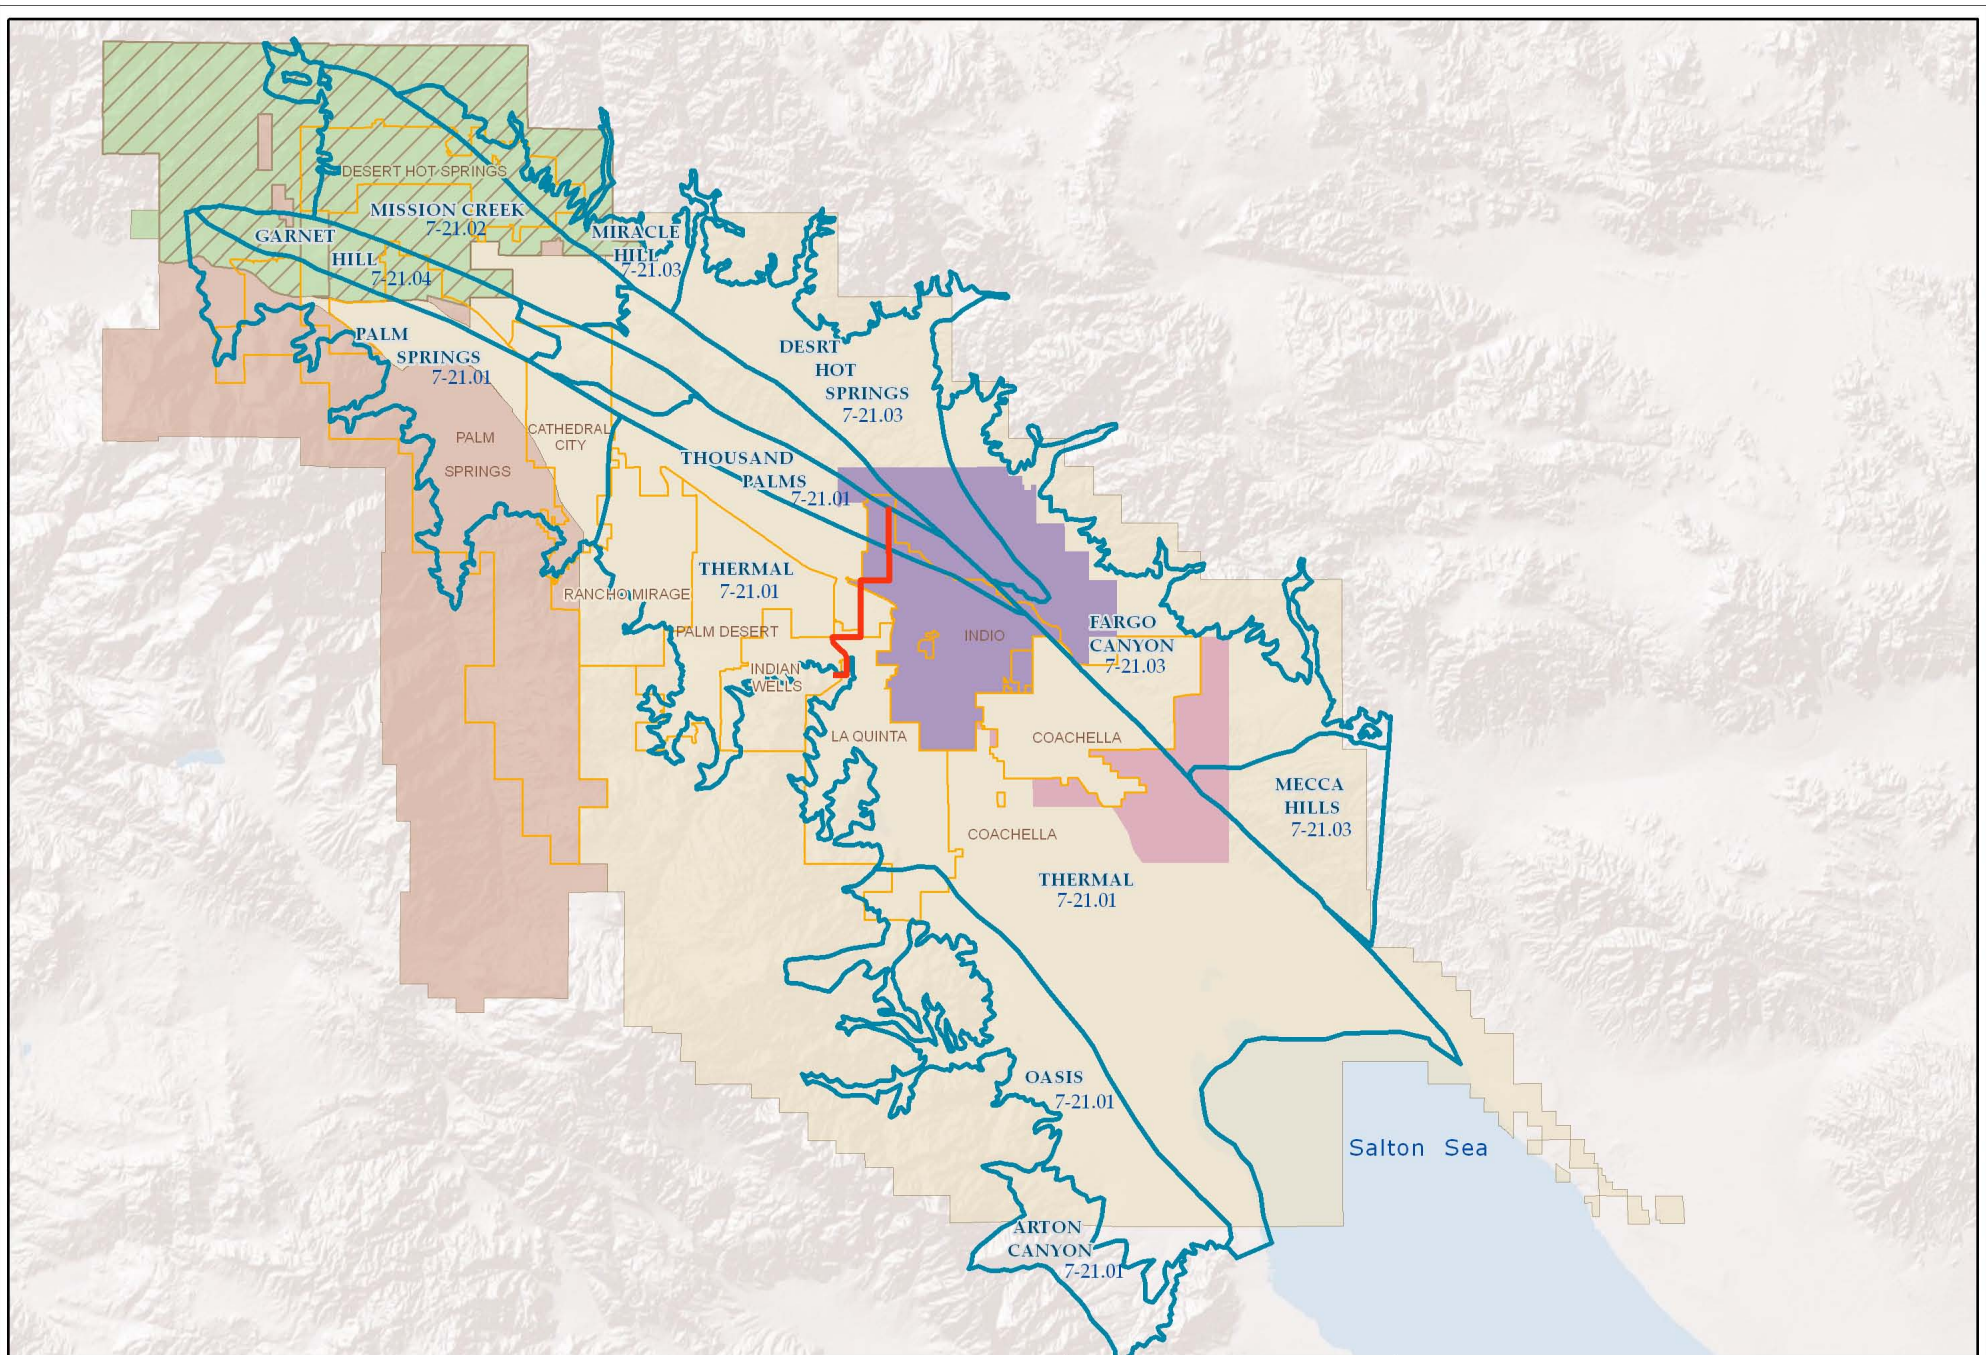 DESERT HOT SPRINGS
MISSION CREEK
7-21.02
GARNET
HILL
7-21.04
MIRACLE
HILL
7-21.03
PALM
SPRINGS
7-21.01
DESRT
HOT
SPRINGS
7-21.03
PALM
SPRINGS
CATHEDRAL
CITY
THOUSAND
PALMS
7-21.01
THERMAL
7-21.01
RANCHO MIRAGE
PALM DESERT
INDIAN
WELLS
INDIO
FARGO
CANYON
7-21.03
LA QUINTA
COACHELLA
MECCA
HILLS
7-21.03
COACHELLA
THERMAL
7-21.01
OASIS
7-21.01
Salton Sea
ARTON
CANYON
7-21.01